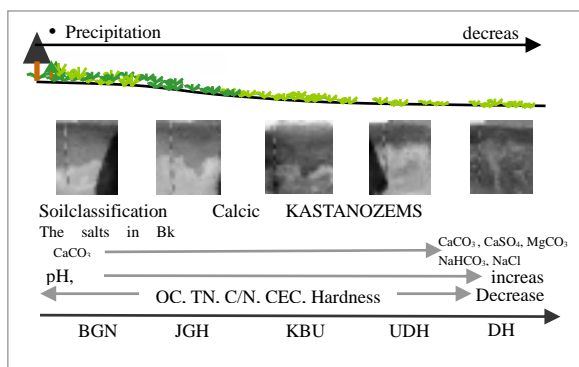 • Precipitation decreas
Soilclassification Calcic KASTANOZEMS
The salts in Bk
CaCO₃ CaCO₃, CaSO₄, MgCO₃
NaHCO₃, NaCl
pH, increas
OC, TN, C/N, CEC, Hardness Decrease
BGN JGH KBU UDH DH